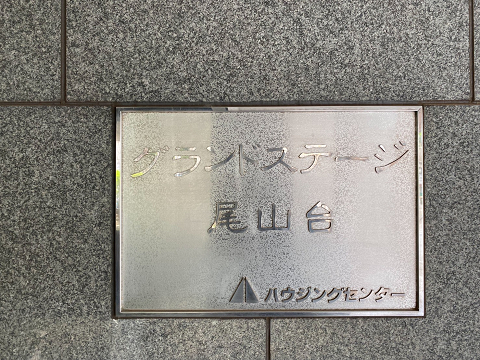 グランドステージ
尾山台
ハウジングセンター